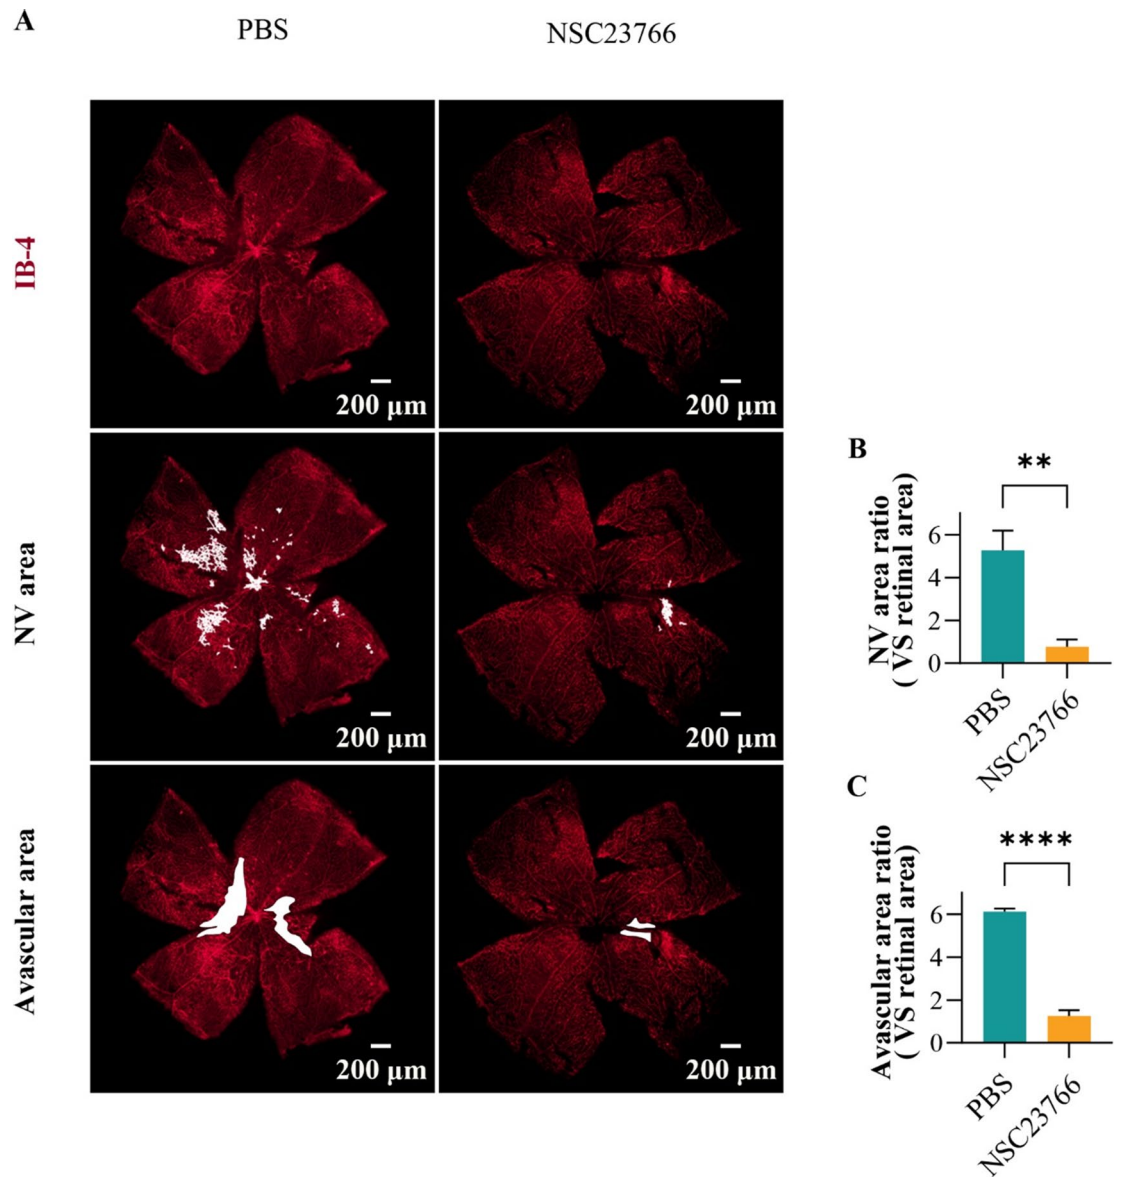 A
PBS
NSC23766
IB-4
200 μm
200 μm
NV area
200 μm
200 μm
Avascular area
200 μm
200 μm
B
**
NV area ratio
( VS retinal area)
6
4
2
0
PBS
NSC23766
C
****
Avascular area ratio
( VS retinal area)
6
4
2
0
PBS
NSC23766